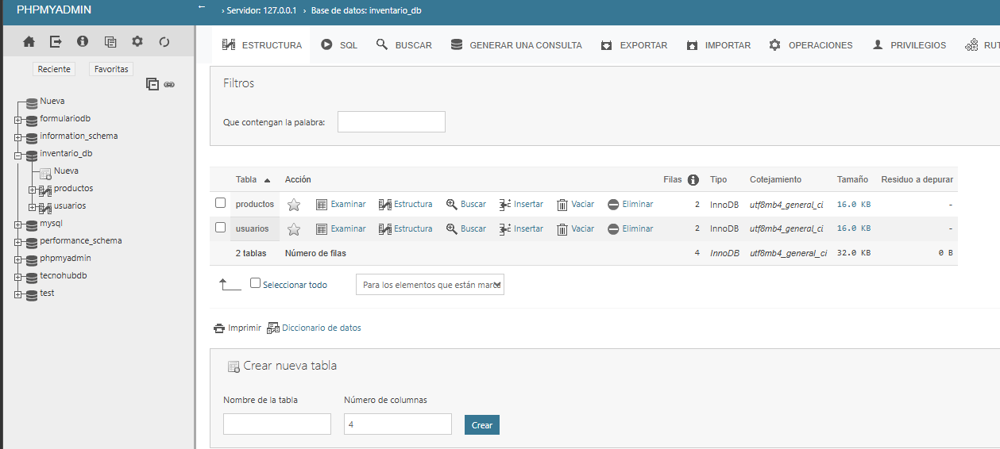 PHPMYADMIN
← › Servidor: 127.0.0.1 › Base de datos: inventario_db
ESTRUCTURA SQL BUSCAR GENERAR UNA CONSULTA EXPORTAR IMPORTAR OPERACIONES PRIVILEGIOS RUT
Reciente Favoritas
Nueva
formulariodb
information_schema
inventario_db
Nueva
productos
usuarios
mysql
performance_schema
phpmyadmin
tecnohubdb
test
Filtros
Que contengan la palabra:
Tabla Acción Filas Tipo Cotejamiento Tamaño Residuo a depurar
productos Examinar Estructura Buscar Insertar Vaciar Eliminar 2 InnoDB utf8mb4_general_ci 16.0 KB -
usuarios Examinar Estructura Buscar Insertar Vaciar Eliminar 2 InnoDB utf8mb4_general_ci 16.0 KB -
2 tablas Número de filas 4 InnoDB utf8mb4_general_ci 32.0 KB 0 B
Seleccionar todo Para los elementos que están
Imprimir Diccionario de datos
Crear nueva tabla
Nombre de la tabla Número de columnas
4 Crear